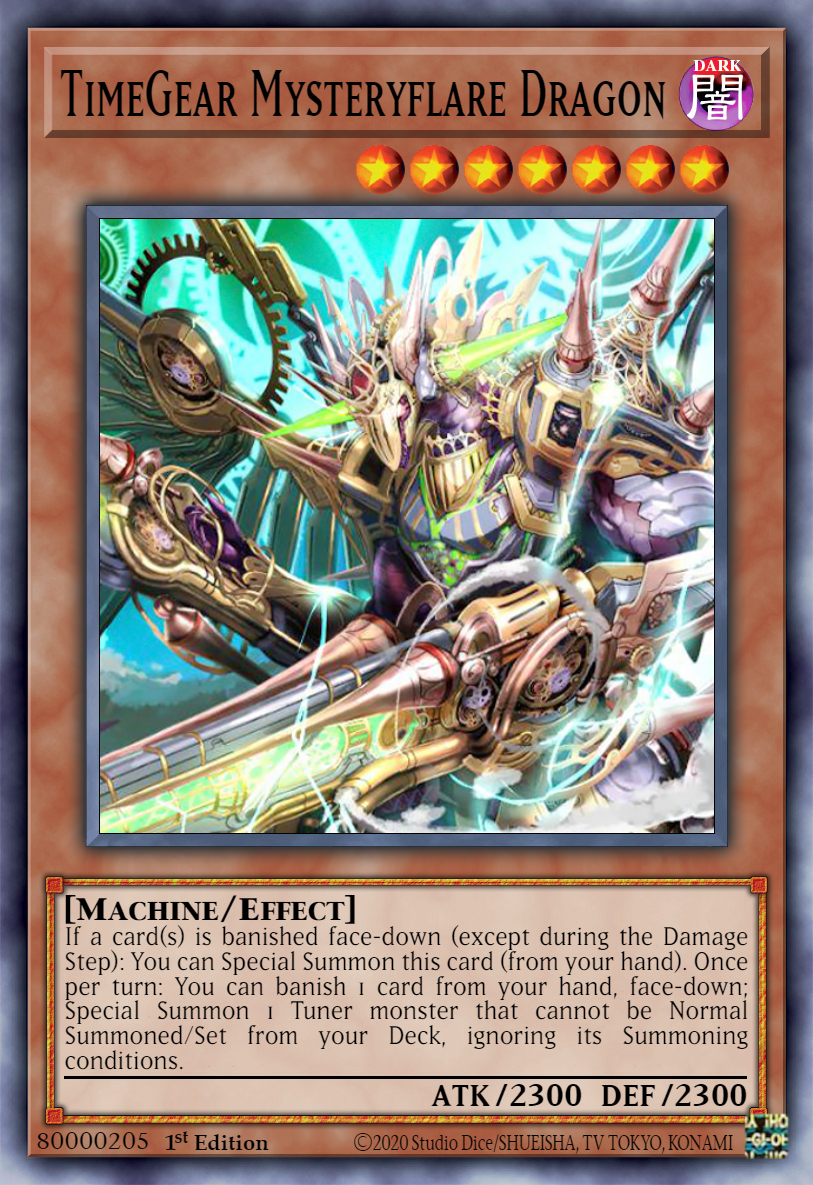 TimeGear Mysteryflare Dragon
DARK
闇
[Machine/Effect]
If a card(s) is banished face-down (except during the Damage
Step): You can Special Summon this card (from your hand). Once
per turn: You can banish 1 card from your hand, face-down;
Special Summon 1 Tuner monster that cannot be Normal
Summoned/Set from your Deck, ignoring its Summoning
conditions.
ATK/2300 DEF/2300
80000205 1st Edition ©2020 Studio Dice/SHUEISHA, TV TOKYO, KONAMI